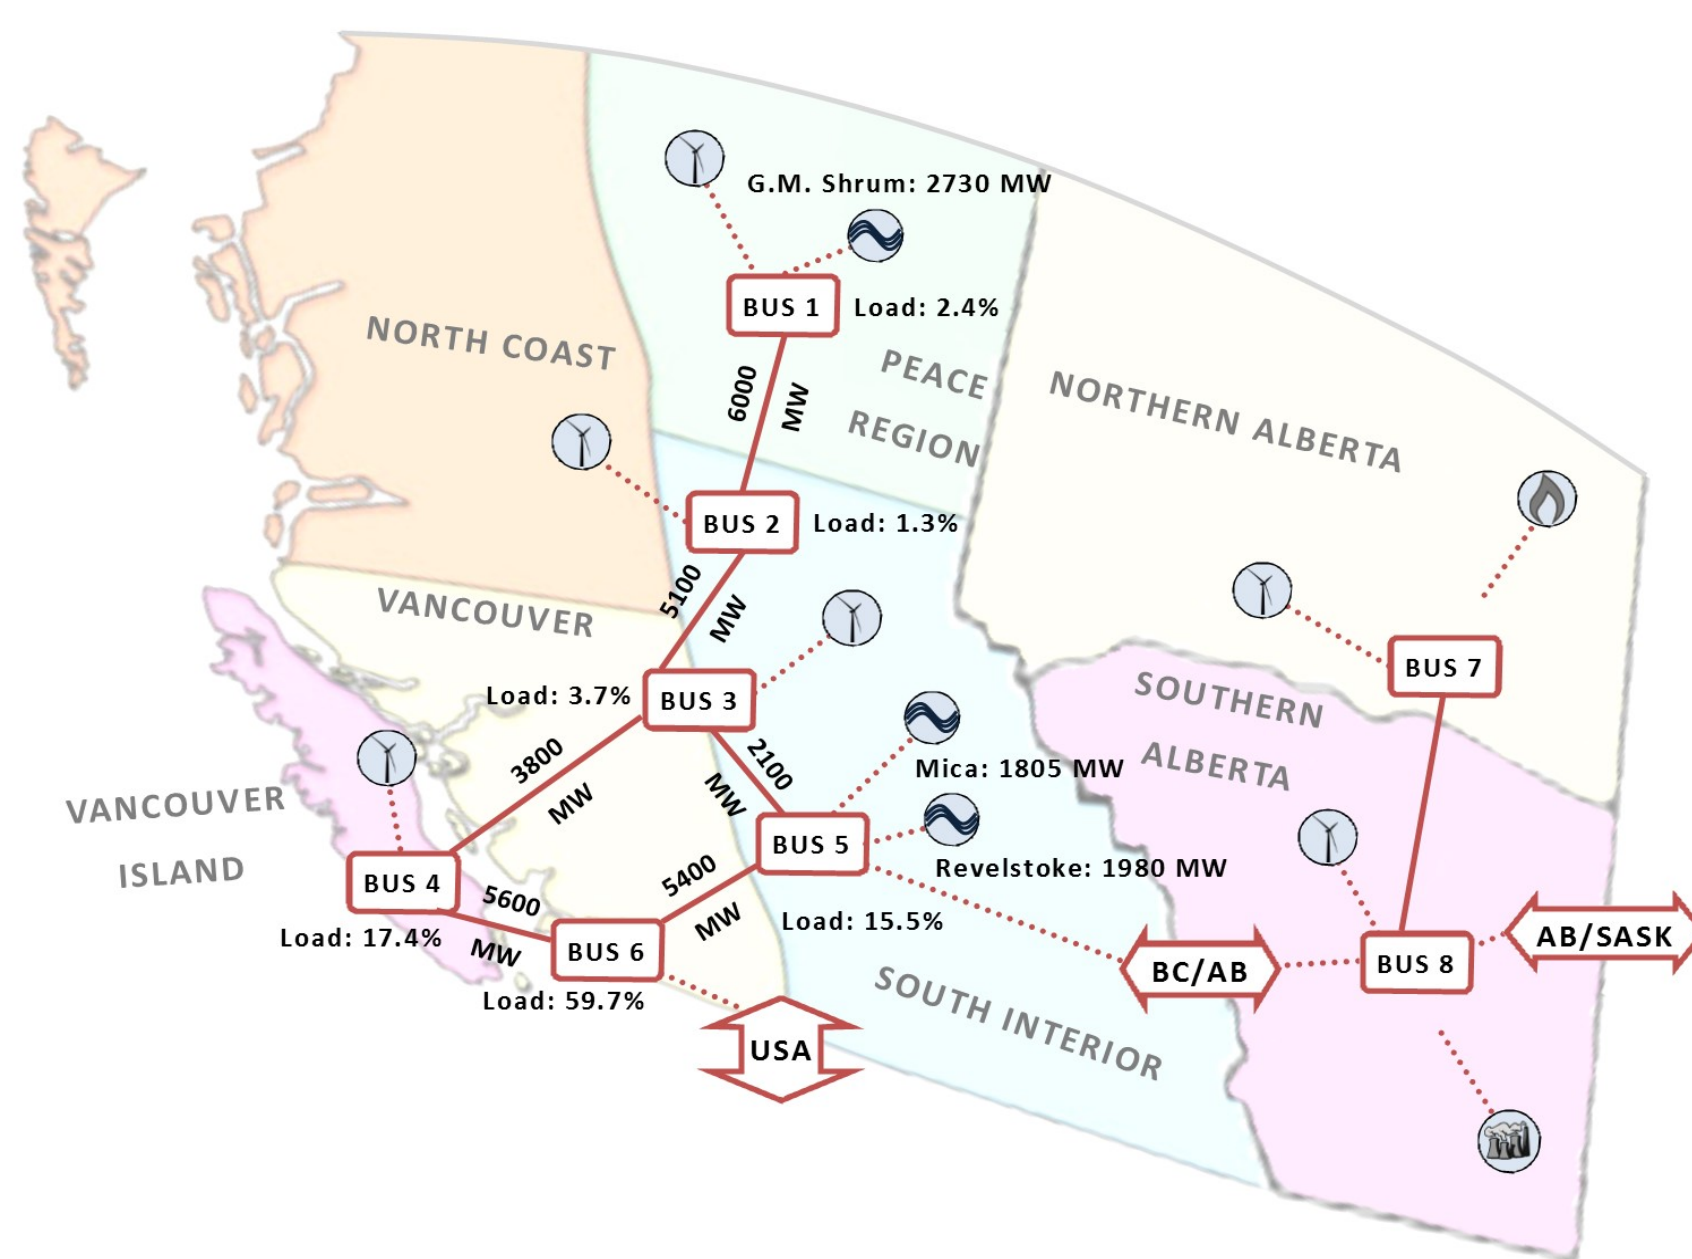 G.M. Shrum: 2730 MW
BUS 1
Load: 2.4%
NORTH COAST
PEACE
REGION
6000
MW
NORTHERN ALBERTA
BUS 2
Load: 1.3%
5100
MW
VANCOUVER
BUS 3
Load: 3.7%
BUS 7
SOUTHERN
ALBERTA
3800
MW
2100
MW
Mica: 1805 MW
VANCOUVER
ISLAND
BUS 5
Revelstoke: 1980 MW
BUS 4
Load: 17.4%
5600
MW
5400
MW
Load: 15.5%
BUS 6
Load: 59.7%
BC/AB
BUS 8
AB/SASK
SOUTH INTERIOR
USA